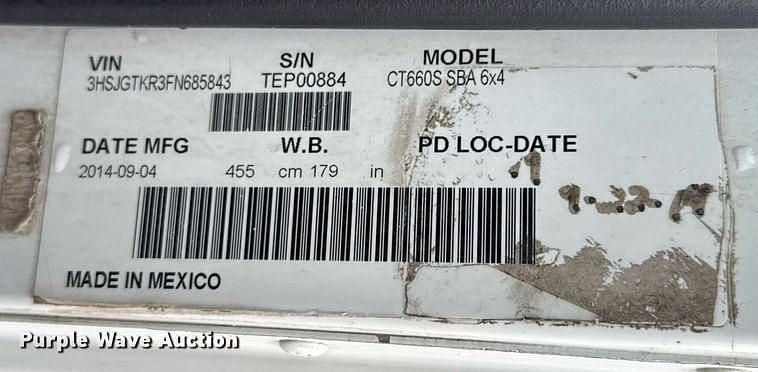 VIN S/N MODEL
3HSJGTKR3FN685843 TEP00884 CT660S SBA 6x4
DATE MFG W.B. PD LOC-DATE
2014-09-04 455 cm 179 in
MADE IN MEXICO
Purple Wave Auction